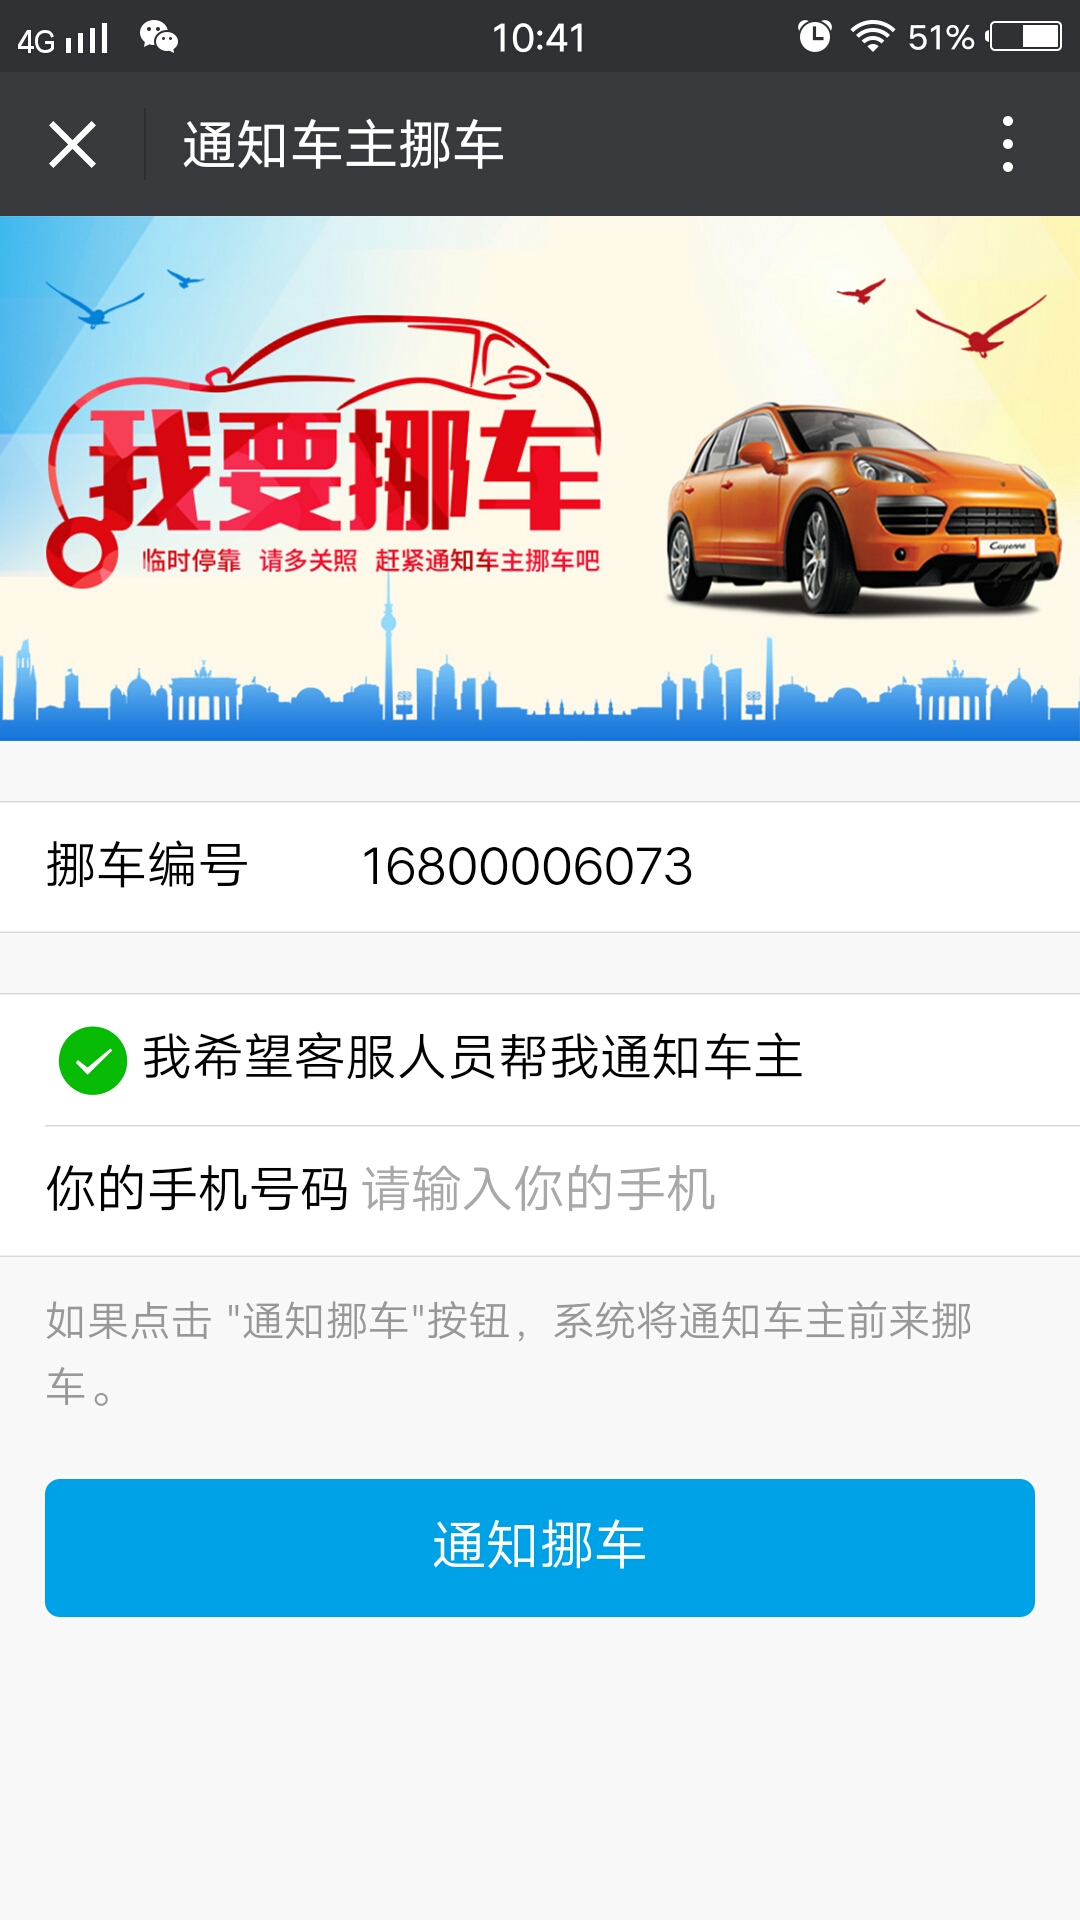 4G
10:41
51%
通知车主挪车
我要挪车
临时停靠 请多关照 赶紧通知车主挪车吧
Cayenne
挪车编号 16800006073
我希望客服人员帮我通知车主
你的手机号码 请输入你的手机
如果点击 "通知挪车"按钮，系统将通知车主前来挪
车。
通知挪车